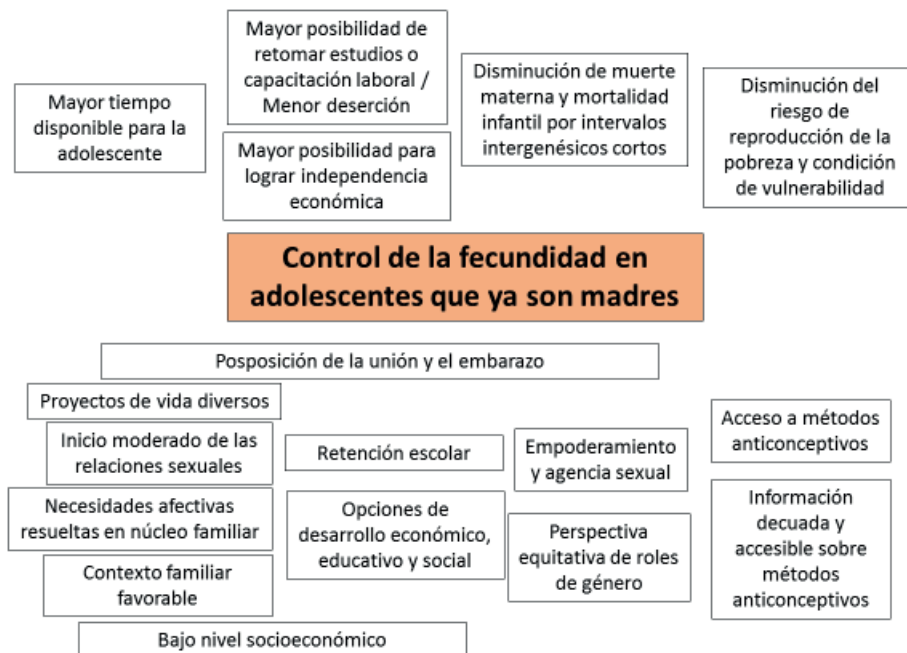 Mayor tiempo
disponible para la
adolescente
Mayor posibilidad de
retomar estudios o
capacitación laboral /
Menor deserción
Mayor posibilidad para
lograr independencia
económica
Disminución de muerte
materna y mortalidad
infantil por intervalos
intergenésicos cortos
Disminución del
riesgo de
reproducción de la
pobreza y condición
de vulnerabilidad
Control de la fecundidad en
adolescentes que ya son madres
Posposición de la unión y el embarazo
Proyectos de vida diversos
Inicio moderado de las
relaciones sexuales
Necesidades afectivas
resueltas en núcleo familiar
Contexto familiar
favorable
Retención escolar
Opciones de
desarrollo económico,
educativo y social
Empoderamiento
y agencia sexual
Perspectiva
equitativa de roles
de género
Acceso a métodos
anticonceptivos
Información
decuada y
accesible sobre
métodos
anticonceptivos
Bajo nivel socioeconómico